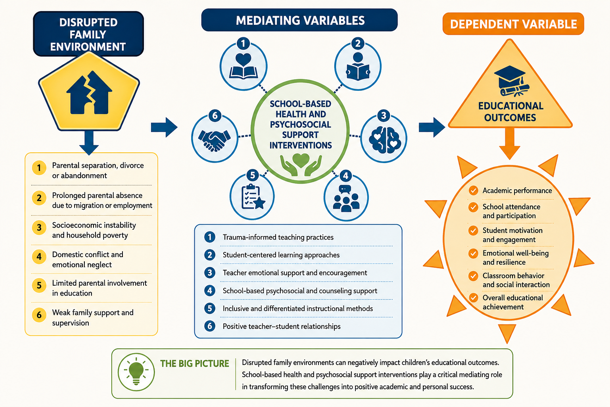 DISRUPTED
FAMILY
ENVIRONMENT
1 Parental separation, divorce
or abandonment
2 Prolonged parental absence
due to migration or employment
3 Socioeconomic instability
and household poverty
4 Domestic conflict and
emotional neglect
5 Limited parental involvement
in education
6 Weak family support and
supervision
MEDIATING VARIABLES
1
2
3
4
5
6
SCHOOL-BASED
HEALTH AND
PSYCHOSOCIAL
SUPPORT
INTERVENTIONS
1 Trauma-informed teaching practices
2 Student-centered learning approaches
3 Teacher emotional support and encouragement
4 School-based psychosocial and counseling support
5 Inclusive and differentiated instructional methods
6 Positive teacher–student relationships
DEPENDENT VARIABLE
EDUCATIONAL
OUTCOMES
Academic performance
School attendance
and participation
Student motivation
and engagement
Emotional well-being
and resilience
Classroom behavior
and social interaction
Overall educational
achievement
THE BIG PICTURE
Disrupted family environments can negatively impact children's educational outcomes.
School-based health and psychosocial support interventions play a critical mediating role
in transforming these challenges into positive academic and personal success.